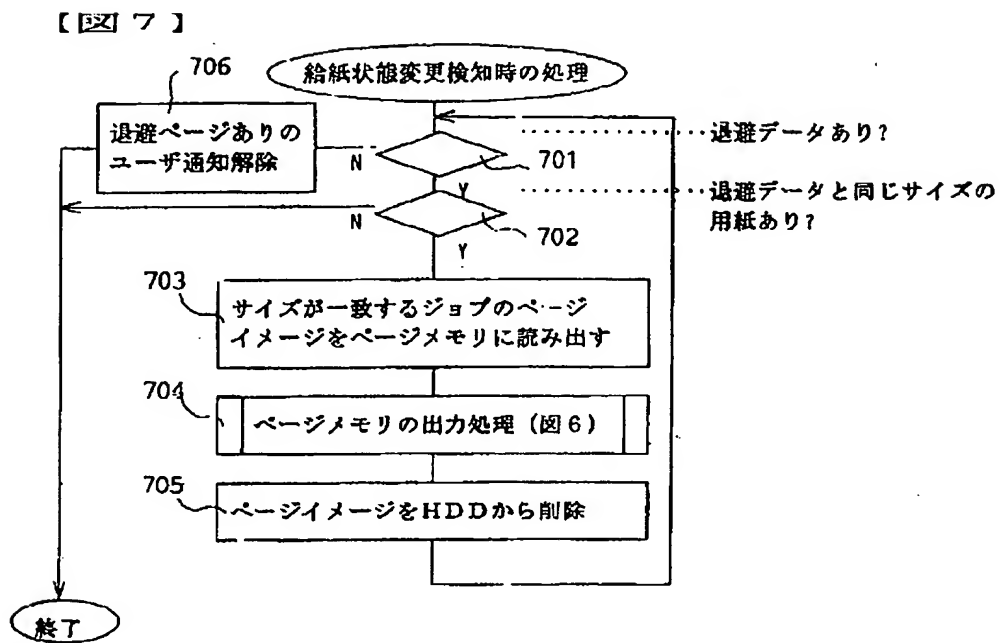 【図7】
706
給紙状態変更検知時の処理
退避ページありの
ユーザ通知解除
退避データあり?
N
701
Y
退避データと同じサイズの
用紙あり?
N
702
Y
703
サイズが一致するジョブのページ
イメージをページメモリに読み出す
704
ページメモリの出力処理(図6)
705
ページイメージをHDDから削除
終了